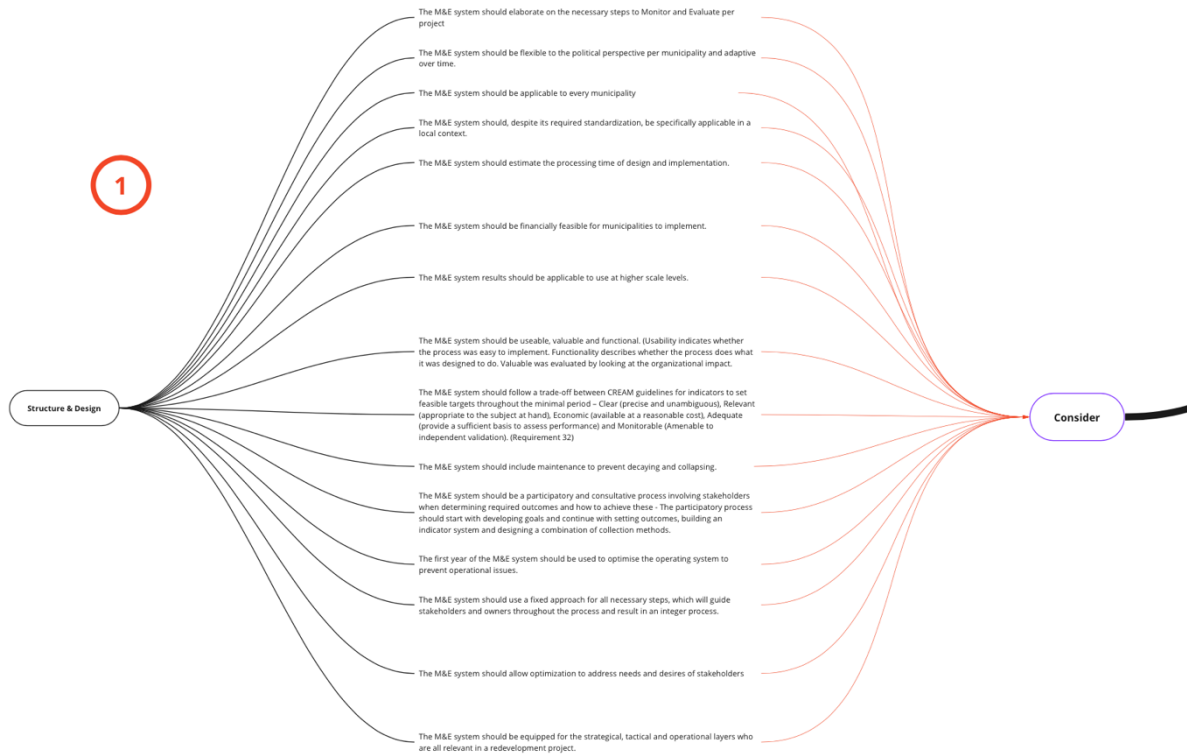 The M&E system should elaborate on the necessary steps to Monitor and Evaluate per
project
The M&E system should be flexible to the political perspective per municipality and adaptive
over time.
The M&E system should be applicable to every municipality
The M&E system should, despite its required standardization, be specifically applicable in a
local context.
The M&E system should estimate the processing time of design and implementation.
1
The M&E system should be financially feasible for municipalities to implement.
The M&E system results should be applicable to use at higher scale levels.
The M&E system should be useable, valuable and functional. (Usability indicates whether
the process was easy to implement. Functionality describes whether the process does what
it was designed to do. Valuable was evaluated by looking at the organizational impact.
Structure & Design
The M&E system should follow a trade-off between CREAM guidelines for indicators to set
feasible targets throughout the minimal period – Clear (precise and unambiguous), Relevant
(appropriate to the subject at hand), Economic (available at a reasonable cost), Adequate
(provide a sufficient basis to assess performance) and Monitorable (Amenable to
independent validation). (Requirement 32)
Consider
The M&E system should include maintenance to prevent decaying and collapsing.
The M&E system should be a participatory and consultative process involving stakeholders
when determining required outcomes and how to achieve these - The participatory process
should start with developing goals and continue with setting outcomes, building an
indicator system and designing a combination of collection methods.
The first year of the M&E system should be used to optimise the operating system to
prevent operational issues.
The M&E system should use a fixed approach for all necessary steps, which will guide
stakeholders and owners throughout the process and result in an integer process.
The M&E system should allow optimization to address needs and desires of stakeholders
The M&E system should be equipped for the strategical, tactical and operational layers who
are all relevant in a redevelopment project.